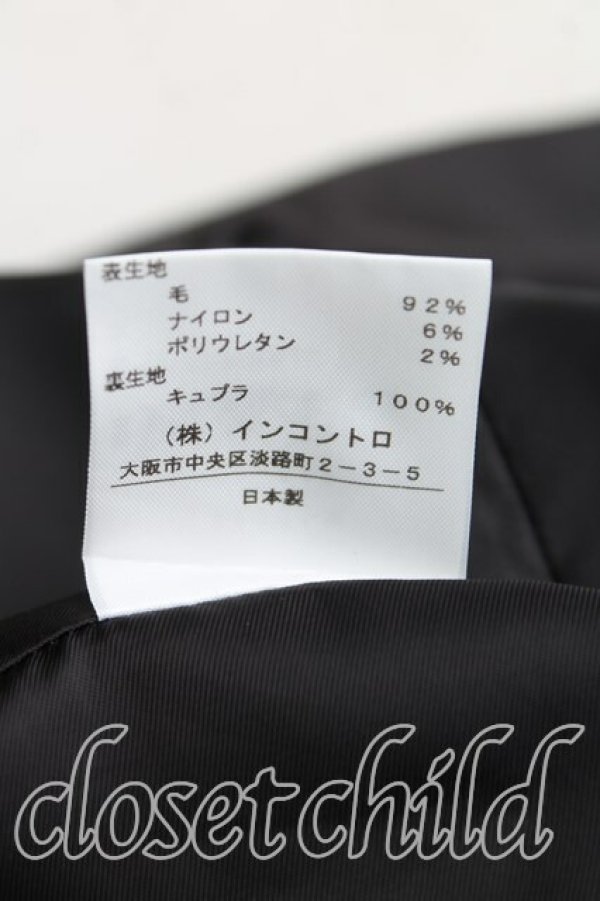 表生地
毛 92%
ナイロン 6%
ポリウレタン 2%
裏生地
キュプラ 100%
（株）インコントロ
大阪市中央区淡路町2-3-5
日本製
closet child